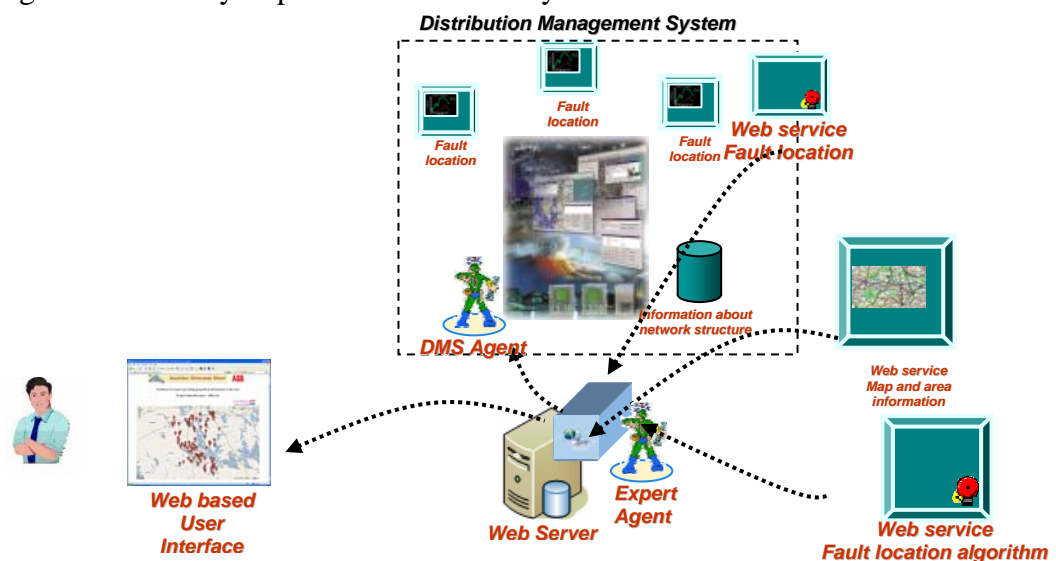 Distribution Management System
Fault
location
Fault
location
Fault
location
Web service
Fault location
Information about
network structure
DMS Agent
Web service
Map and area
information
ABB
Web based
User
Interface
Web Server
Expert
Agent
Web service
Fault location algorithm